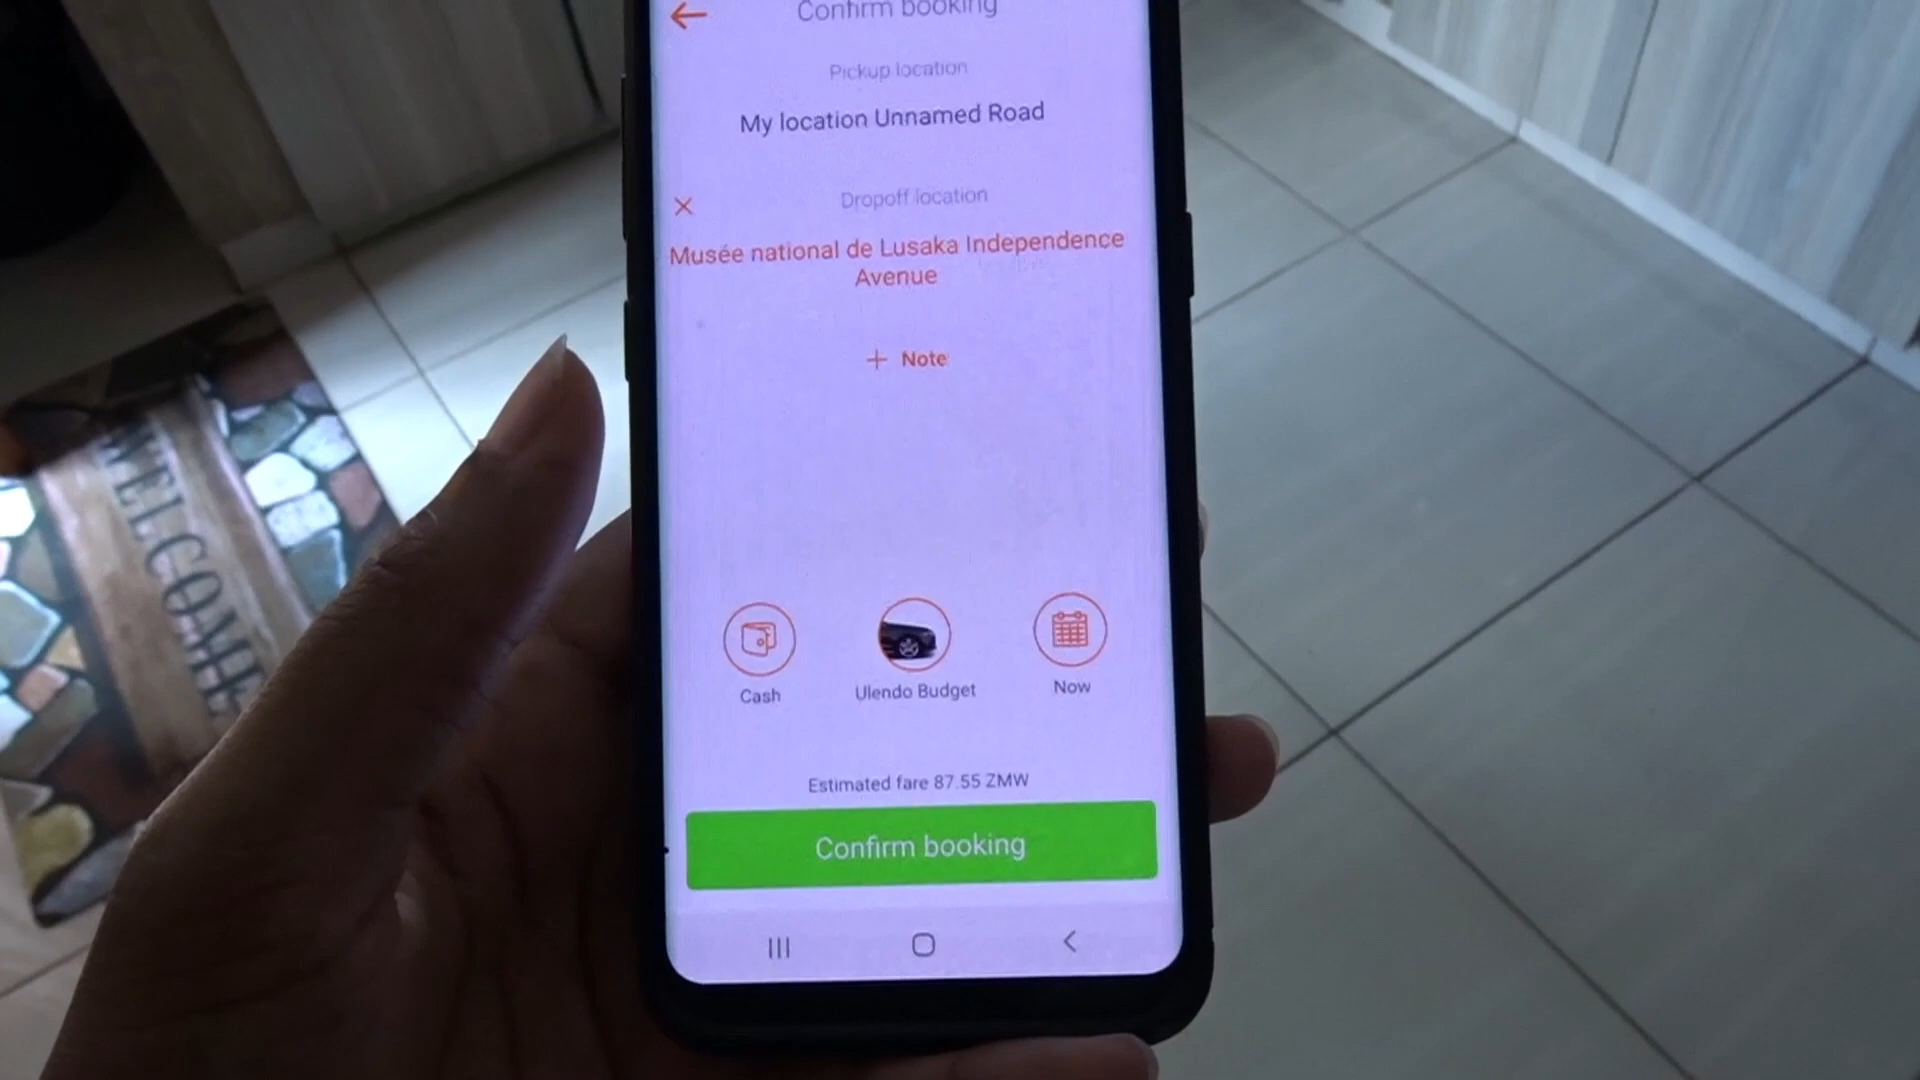 Confirm booking
Pickup location
My location Unnamed Road
Dropoff location
Musée national de Lusaka Independence
Avenue
+ Note
Cash
Ulendo Budget
Now
Estimated fare 87.55 ZMW
Confirm booking
WELCOME